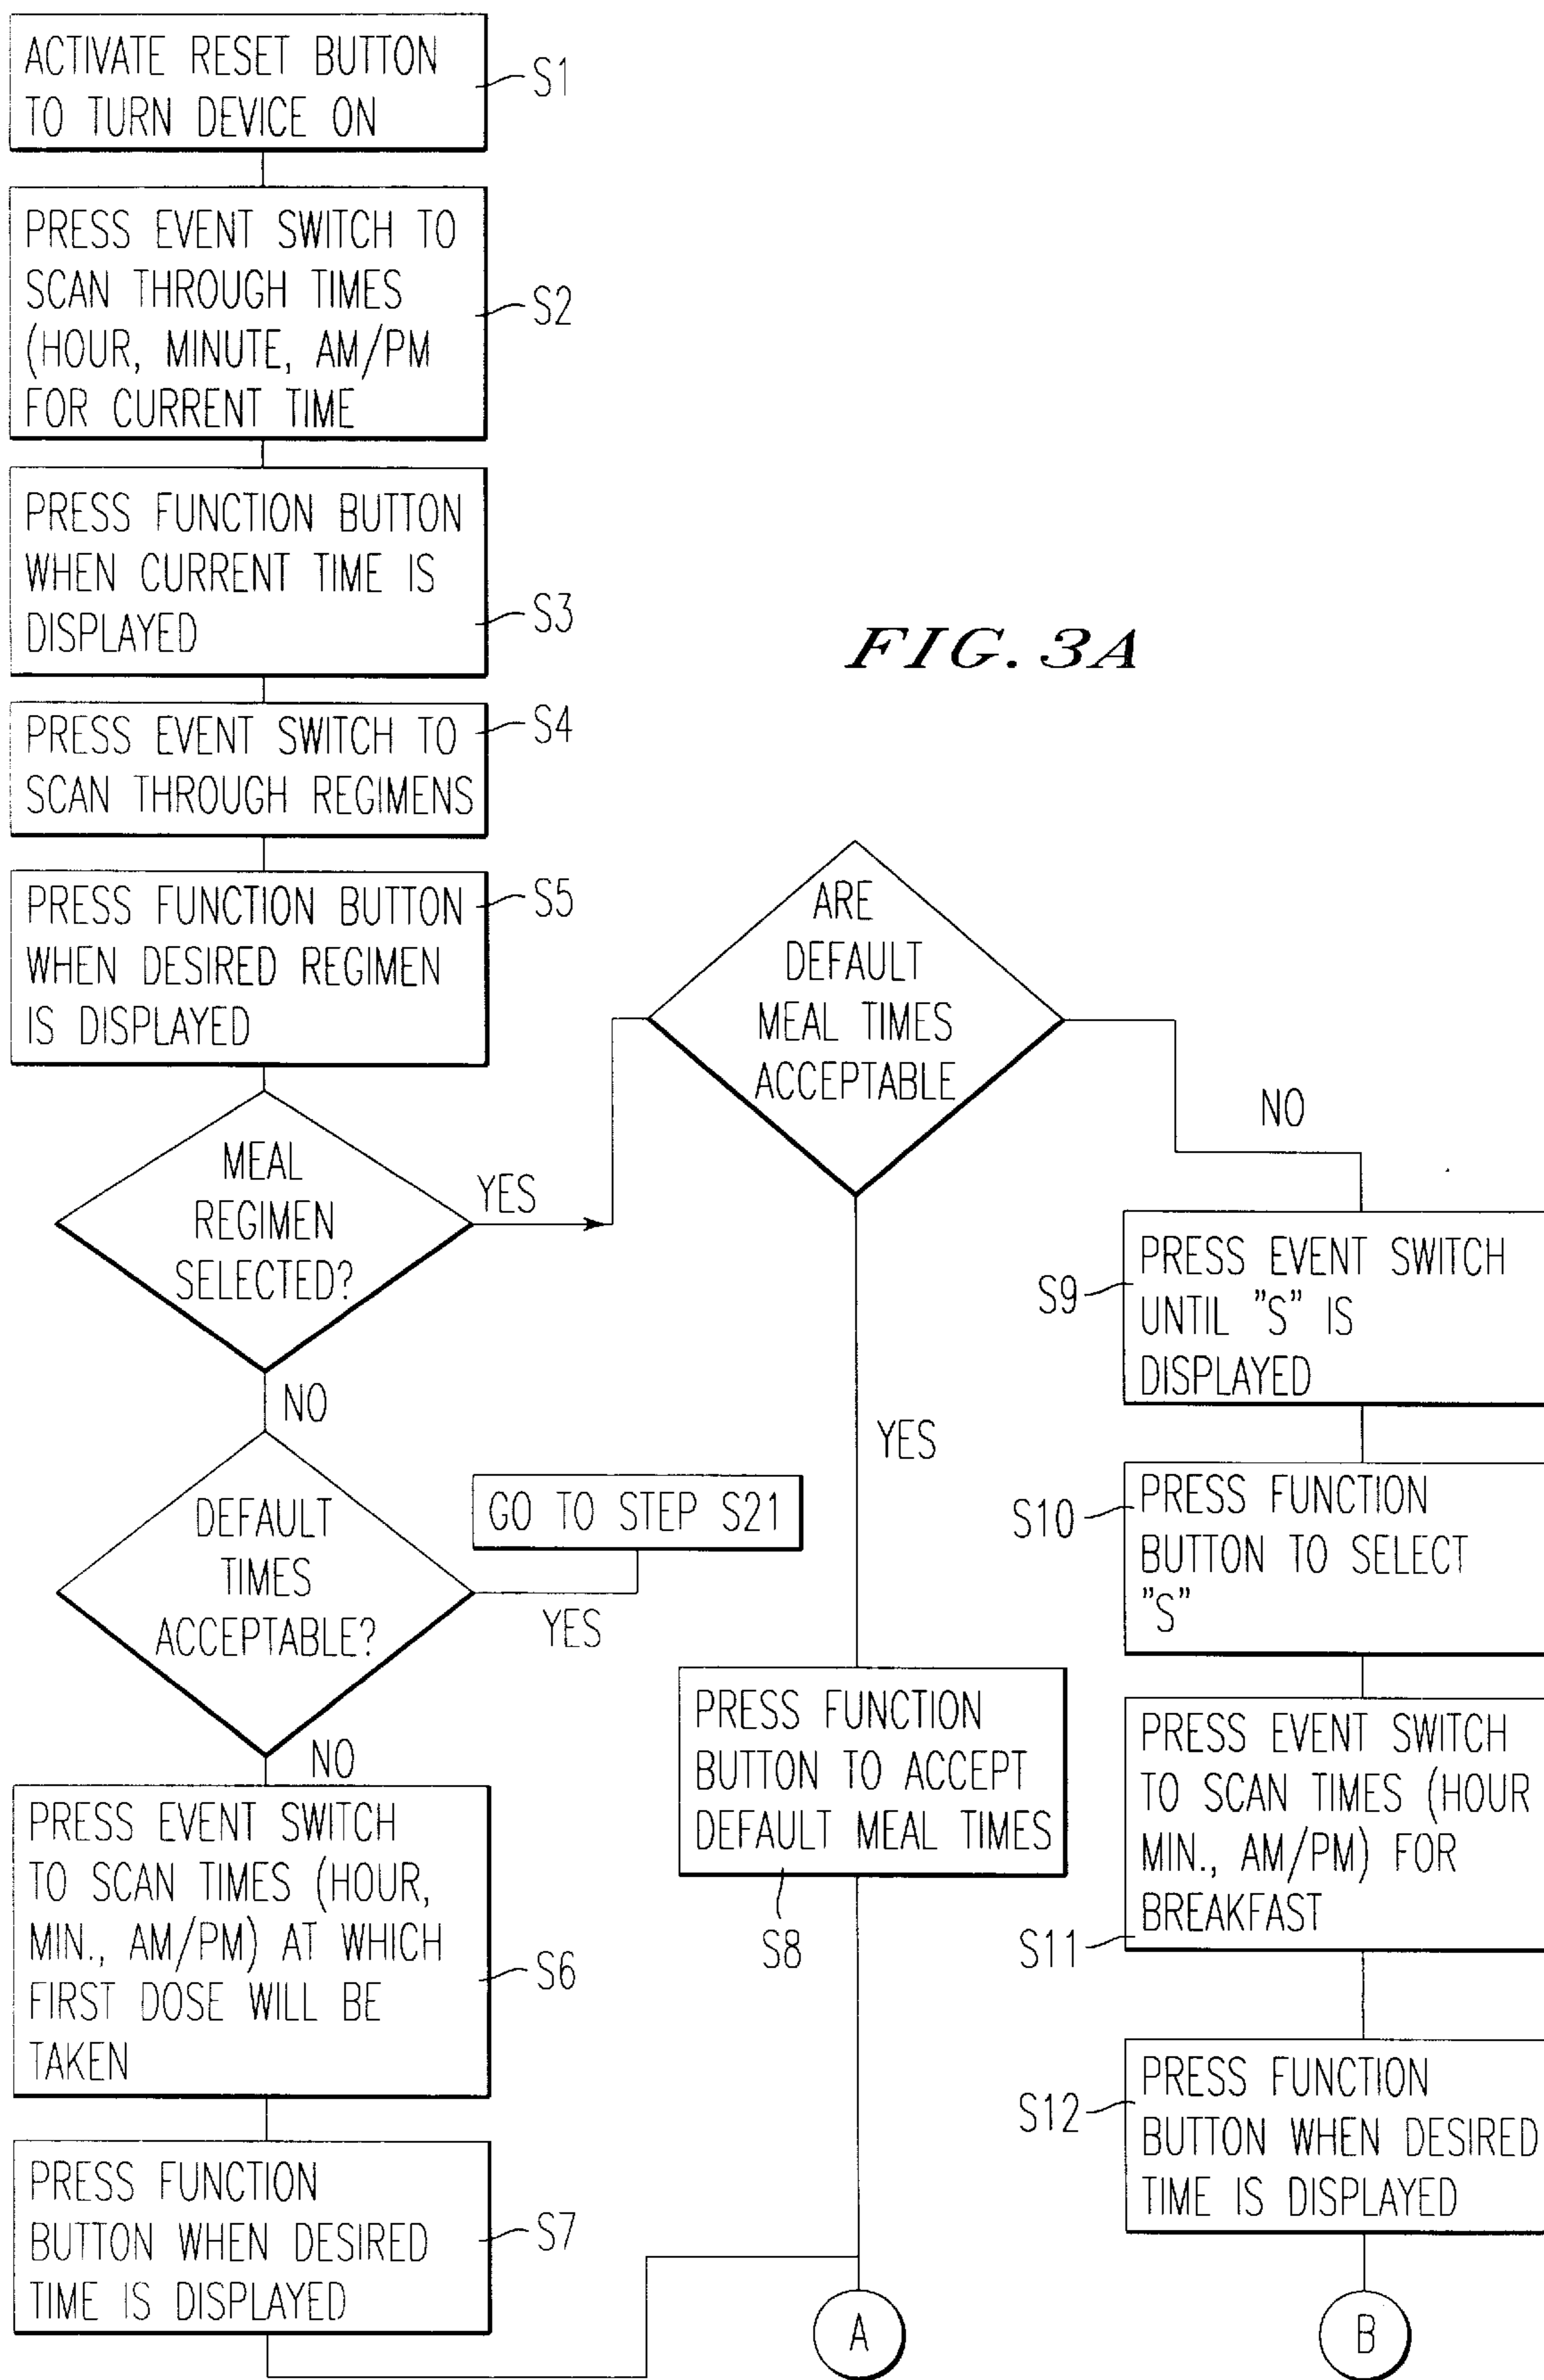 ACTIVATE RESET BUTTON
TO TURN DEVICE ON
S1
PRESS EVENT SWITCH TO
SCAN THROUGH TIMES
(HOUR, MINUTE, AM/PM
FOR CURRENT TIME
S2
PRESS FUNCTION BUTTON
WHEN CURRENT TIME IS
DISPLAYED
S3
FIG. 3A
PRESS EVENT SWITCH TO
SCAN THROUGH REGIMENS
S4
PRESS FUNCTION BUTTON
WHEN DESIRED REGIMEN
IS DISPLAYED
S5
MEAL
REGIMEN
SELECTED?
YES
NO
DEFAULT
TIMES
ACCEPTABLE?
YES
GO TO STEP S21
NO
PRESS EVENT SWITCH
TO SCAN TIMES (HOUR,
MIN., AM/PM) AT WHICH
FIRST DOSE WILL BE
TAKEN
S6
PRESS FUNCTION
BUTTON WHEN DESIRED
TIME IS DISPLAYED
S7
ARE
DEFAULT
MEAL TIMES
ACCEPTABLE
YES
PRESS FUNCTION
BUTTON TO ACCEPT
DEFAULT MEAL TIMES
S8
A
NO
PRESS EVENT SWITCH
UNTIL "S" IS
DISPLAYED
S9
PRESS FUNCTION
BUTTON TO SELECT
"S"
S10
PRESS EVENT SWITCH
TO SCAN TIMES (HOUR
MIN., AM/PM) FOR
BREAKFAST
S11
PRESS FUNCTION
BUTTON WHEN DESIRED
TIME IS DISPLAYED
S12
B